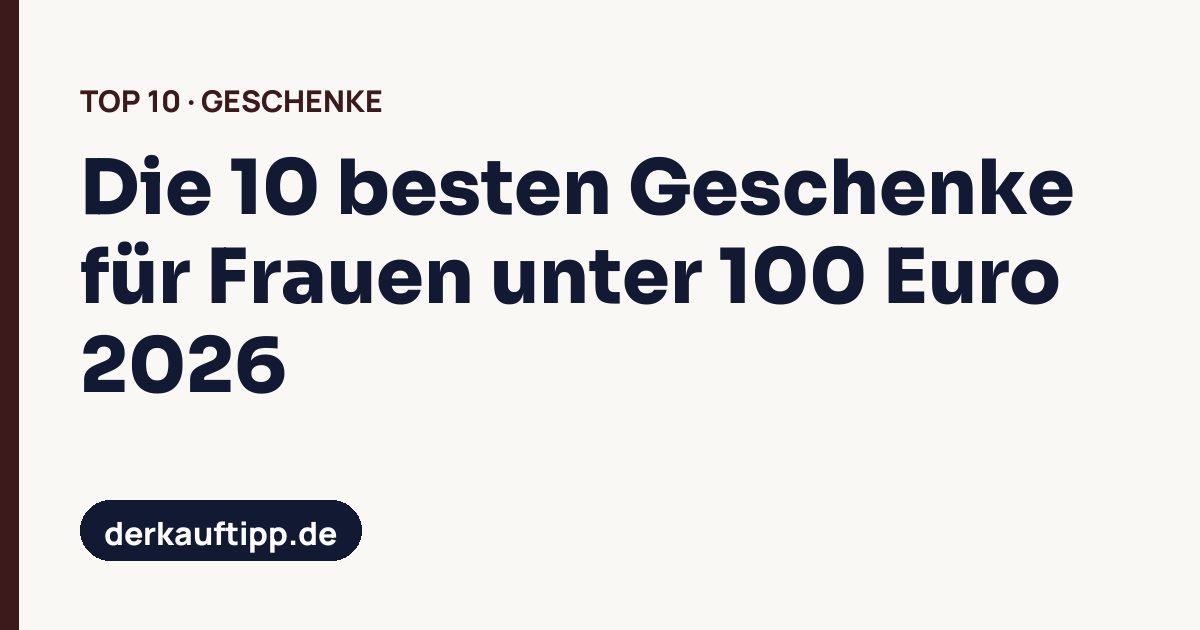 TOP 10 · GESCHENKE
Die 10 besten Geschenke
für Frauen unter 100 Euro
2026
derkauftipp.de